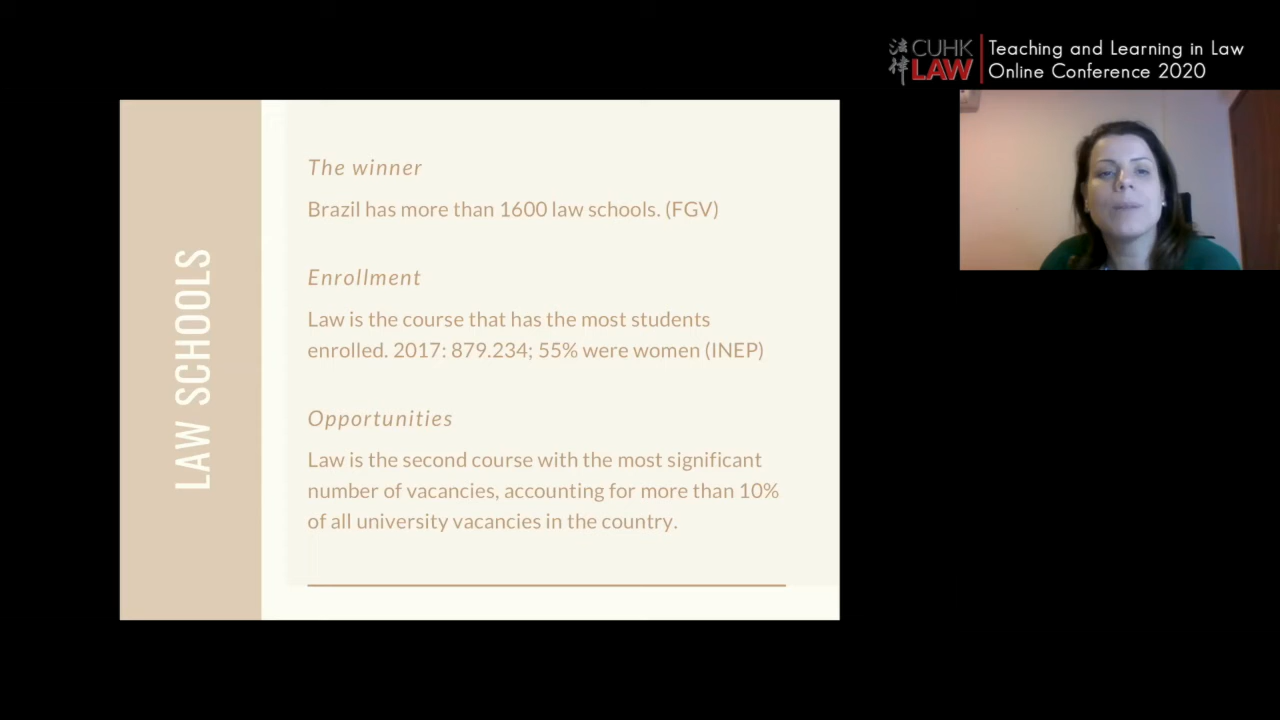 法律 CUHK LAW
Teaching and Learning in Law
Online Conference 2020
LAW SCHOOLS
The winner
Brazil has more than 1600 law schools. (FGV)
Enrollment
Law is the course that has the most students
enrolled. 2017: 879.234; 55% were women (INEP)
Opportunities
Law is the second course with the most significant
number of vacancies, accounting for more than 10%
of all university vacancies in the country.